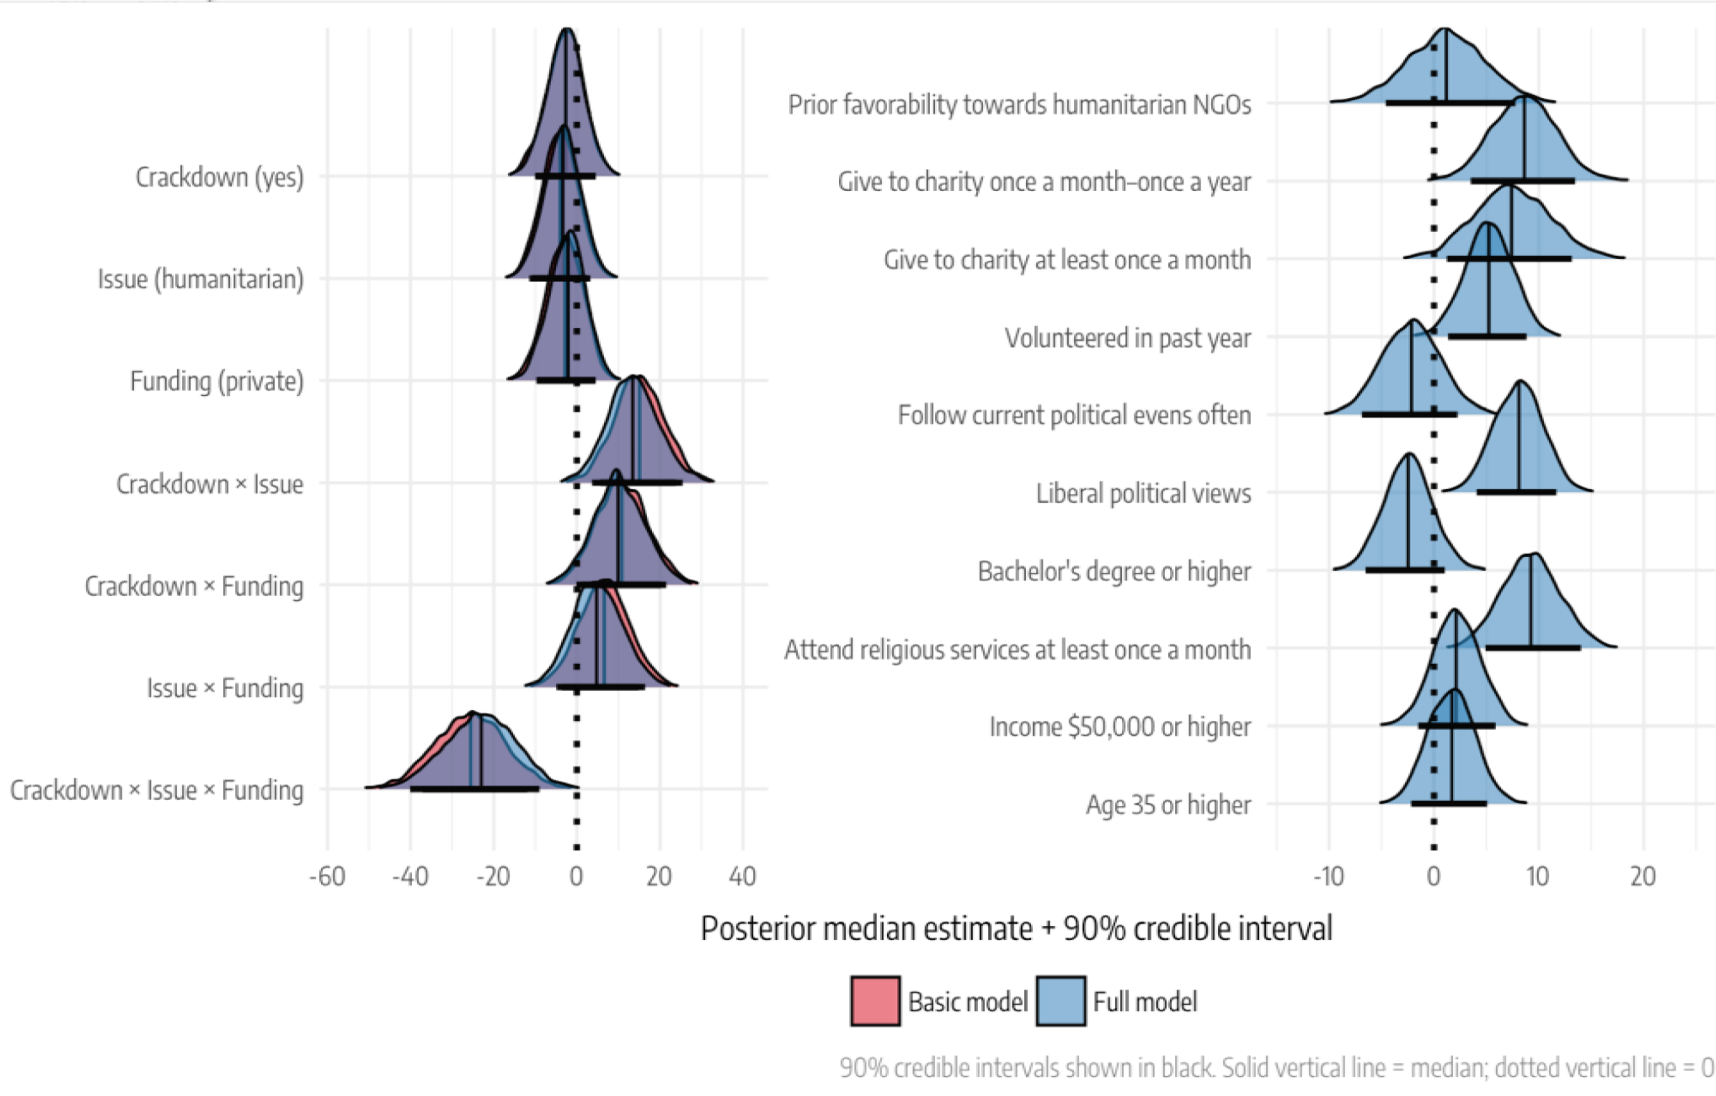 Crackdown (yes)
Issue (humanitarian)
Funding (private)
Crackdown × Issue
Crackdown × Funding
Issue × Funding
Crackdown × Issue × Funding
-60 -40 -20 0 20 40
Prior favorability towards humanitarian NGOs
Give to charity once a month–once a year
Give to charity at least once a month
Volunteered in past year
Follow current political evens often
Liberal political views
Bachelor's degree or higher
Attend religious services at least once a month
Income $50,000 or higher
Age 35 or higher
-10 0 10 20
Posterior median estimate + 90% credible interval
Basic model Full model
90% credible intervals shown in black. Solid vertical line = median; dotted vertical line = 0